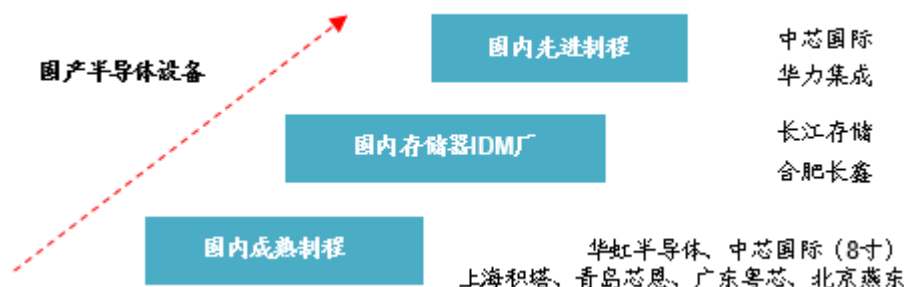 国内先进制程
中芯国际
华力集成
国产半导体设备
国内存储器IDM厂
长江存储
合肥长鑫
国内成熟制程
华虹半导体、中芯国际（8寸）
上海积塔、青岛芯恩、广东粤芯、北京燕东